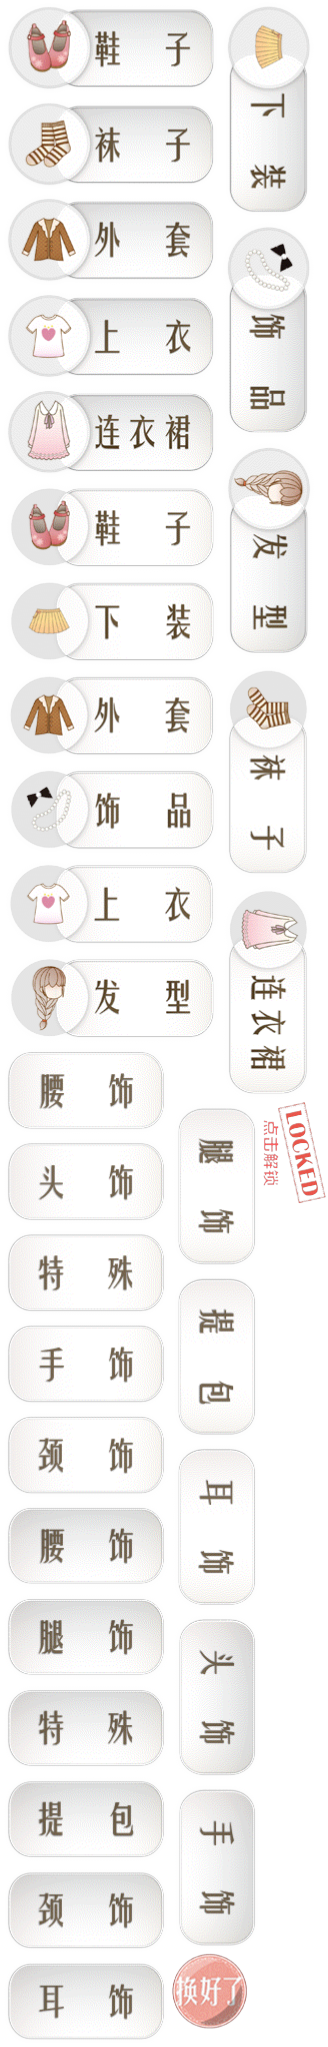 鞋子
袜子
外套
上衣
连衣裙
鞋子
下装
外套
饰品
上衣
发型
下装
饰品
发型
袜子
连衣裙
腰饰
头饰
特殊
手饰
颈饰
腰饰
腿饰
特殊
提包
颈饰
耳饰
腿饰
提包
耳饰
头饰
手饰
LOCKED
点击解锁
换好了